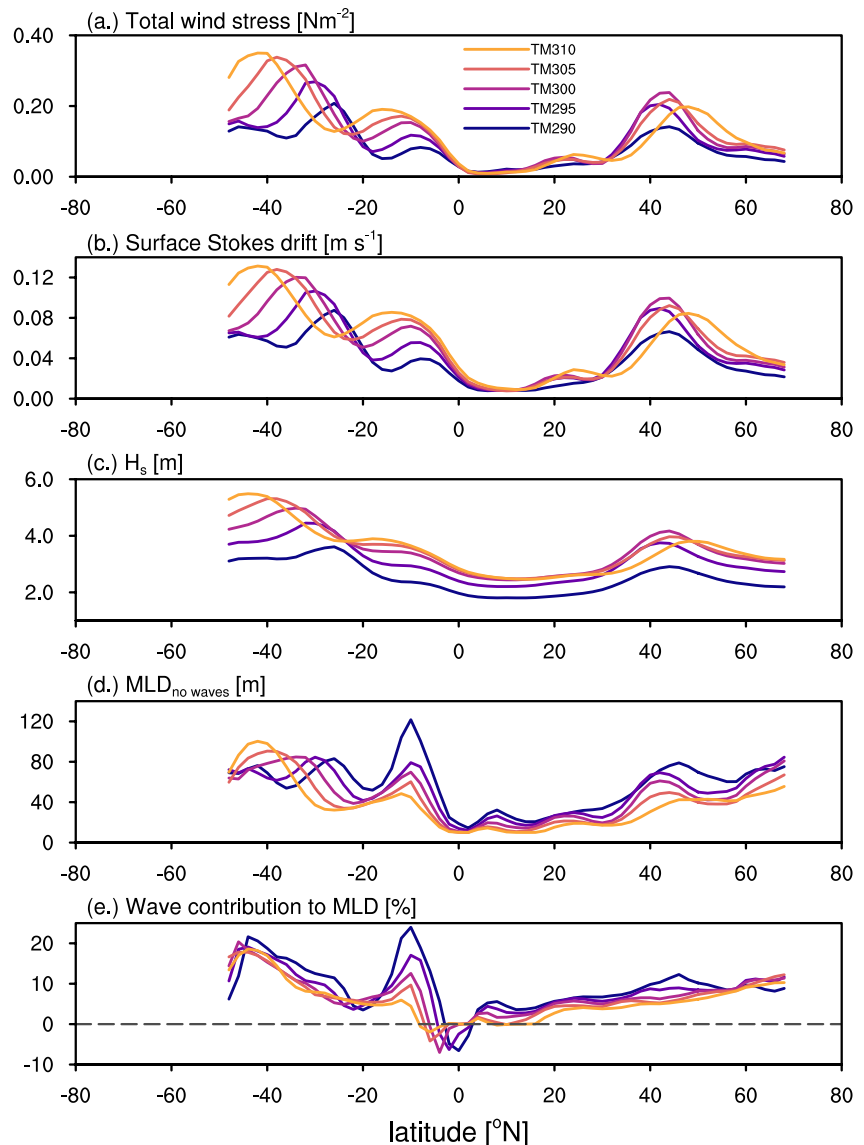 (a.) Total wind stress [Nm⁻²]
0.40
0.20
0.00
TM310
TM305
TM300
TM295
TM290
-80 -60 -40 -20 0 20 40 60 80
(b.) Surface Stokes drift [m s⁻¹]
0.12
0.08
0.04
0.00
-80 -60 -40 -20 0 20 40 60 80
(c.) Hₛ [m]
6.0
4.0
2.0
-80 -60 -40 -20 0 20 40 60 80
(d.) MLDno waves [m]
120
80
40
0
-80 -60 -40 -20 0 20 40 60 80
(e.) Wave contribution to MLD [%]
20
10
0
-10
-80 -60 -40 -20 0 20 40 60 80
latitude [°N]